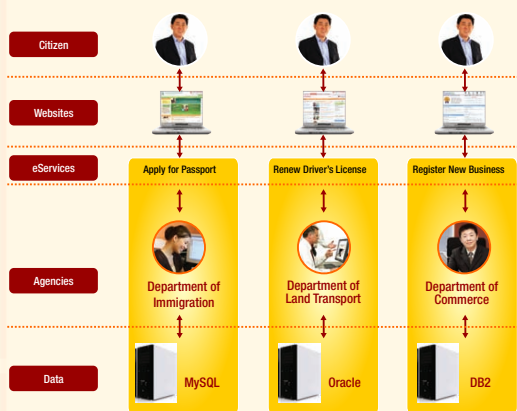 Citizen
Websites
eServices
Apply for Passport
Renew Driver's License
Register New Business
Agencies
Department of
Immigration
Department of
Land Transport
Department of
Commerce
Data
MySQL
Oracle
DB2